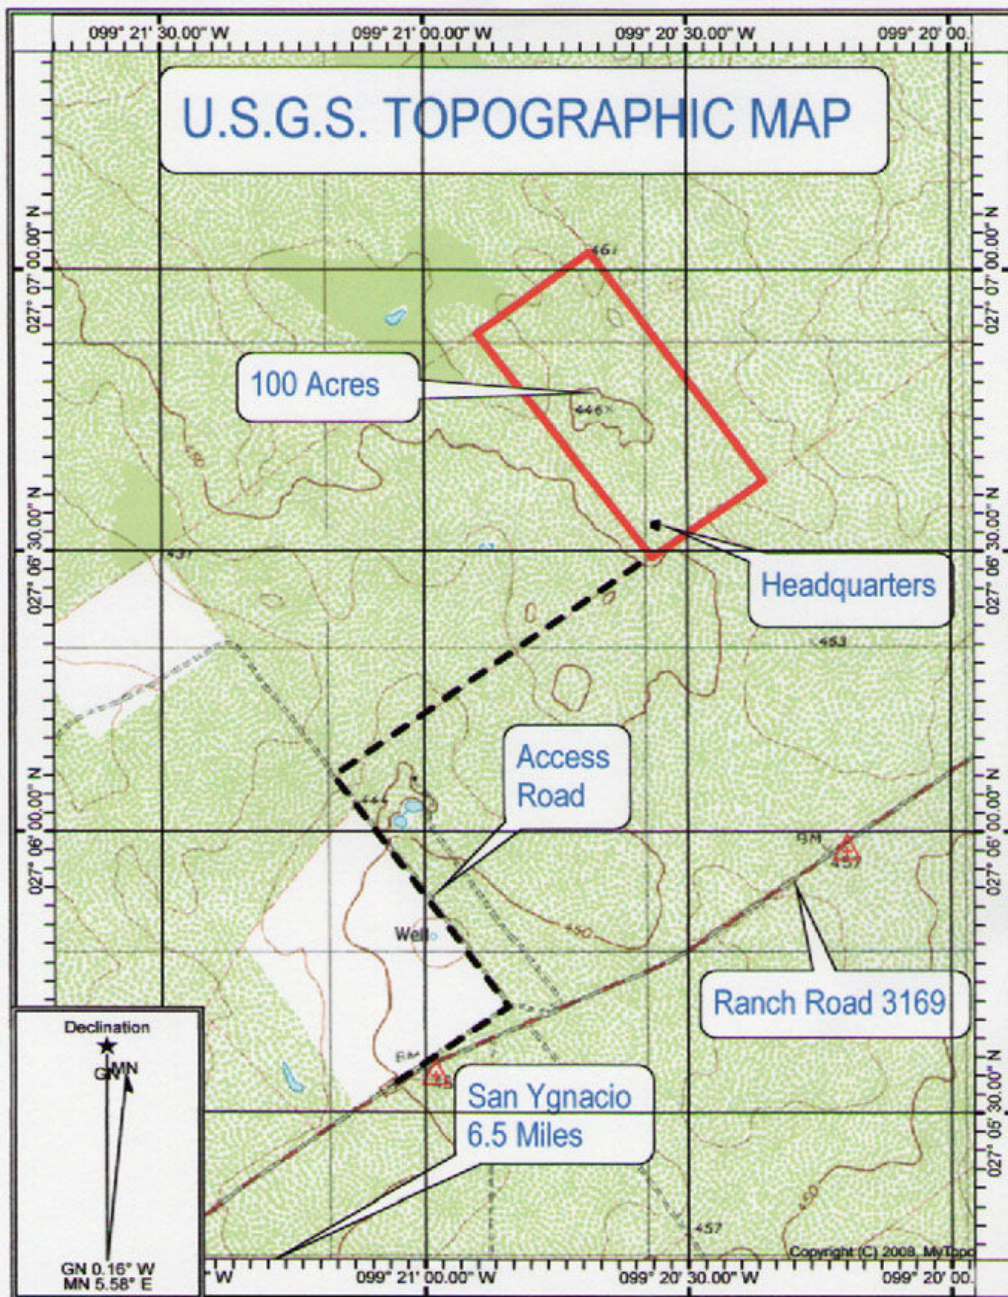 099° 21' 30.00" W 099° 21' 00.00" W 099° 20' 30.00" W 099° 20' 00.
U.S.G.S. TOPOGRAPHIC MAP
027° 07' 00.00" N
027° 07' 00.00" N
461
100 Acres
446
450
027° 06' 30.00" N
027° 06' 30.00" N
437
Headquarters
453
Access
Road
027° 06' 00.00" N
027° 06' 00.00" N
444
BM
457
Well
450
Ranch Road 3169
Declination
GN
MN
BM
San Ygnacio
6.5 Miles
027° 05' 30.00" N
450
457
Copyright (C) 2008, MyTopo
GN 0.16° W
MN 5.58° E
" W 099° 21' 00.00" W 099° 20' 30.00" W 099° 20' 00.